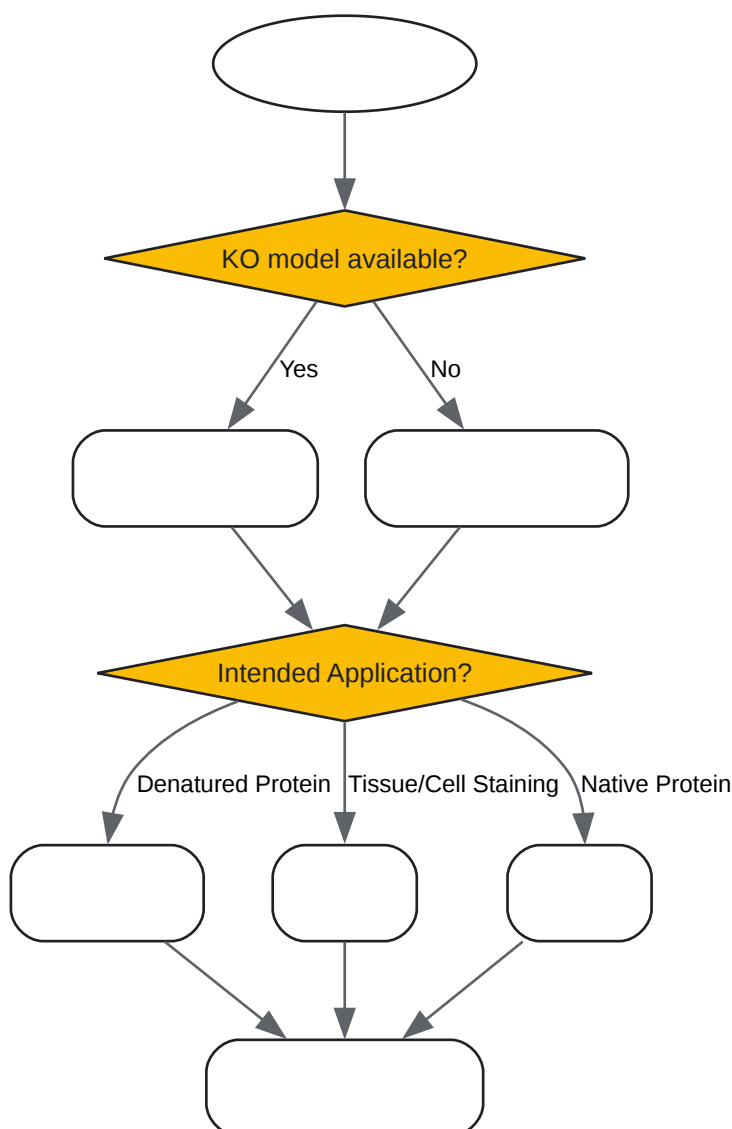 KO model available?
Yes
No
Intended Application?
Denatured Protein
Tissue/Cell Staining
Native Protein